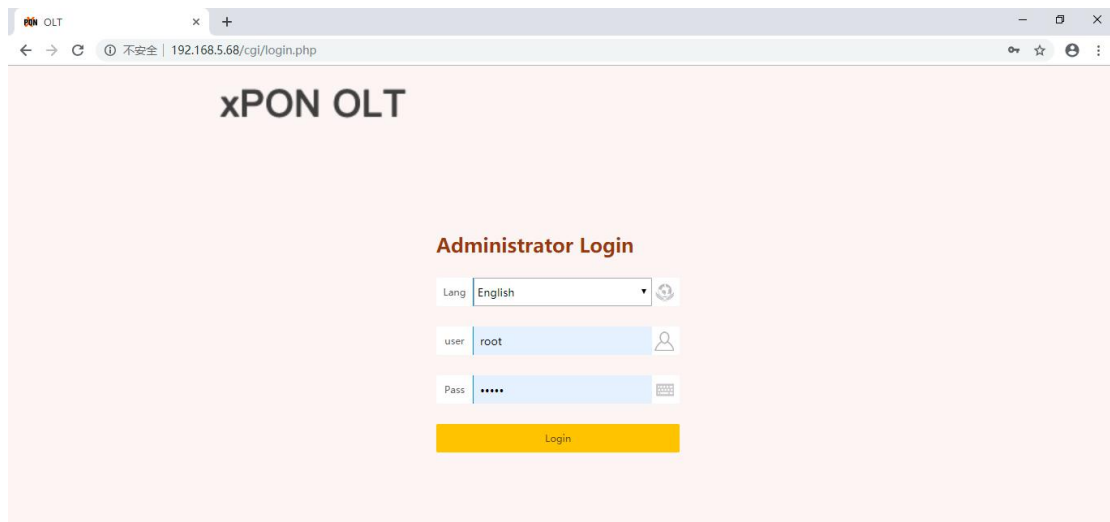 OLT
不安全 | 192.168.5.68/cgi/login.php
xPON OLT
Administrator Login
Lang English
user root
Pass •••••
Login